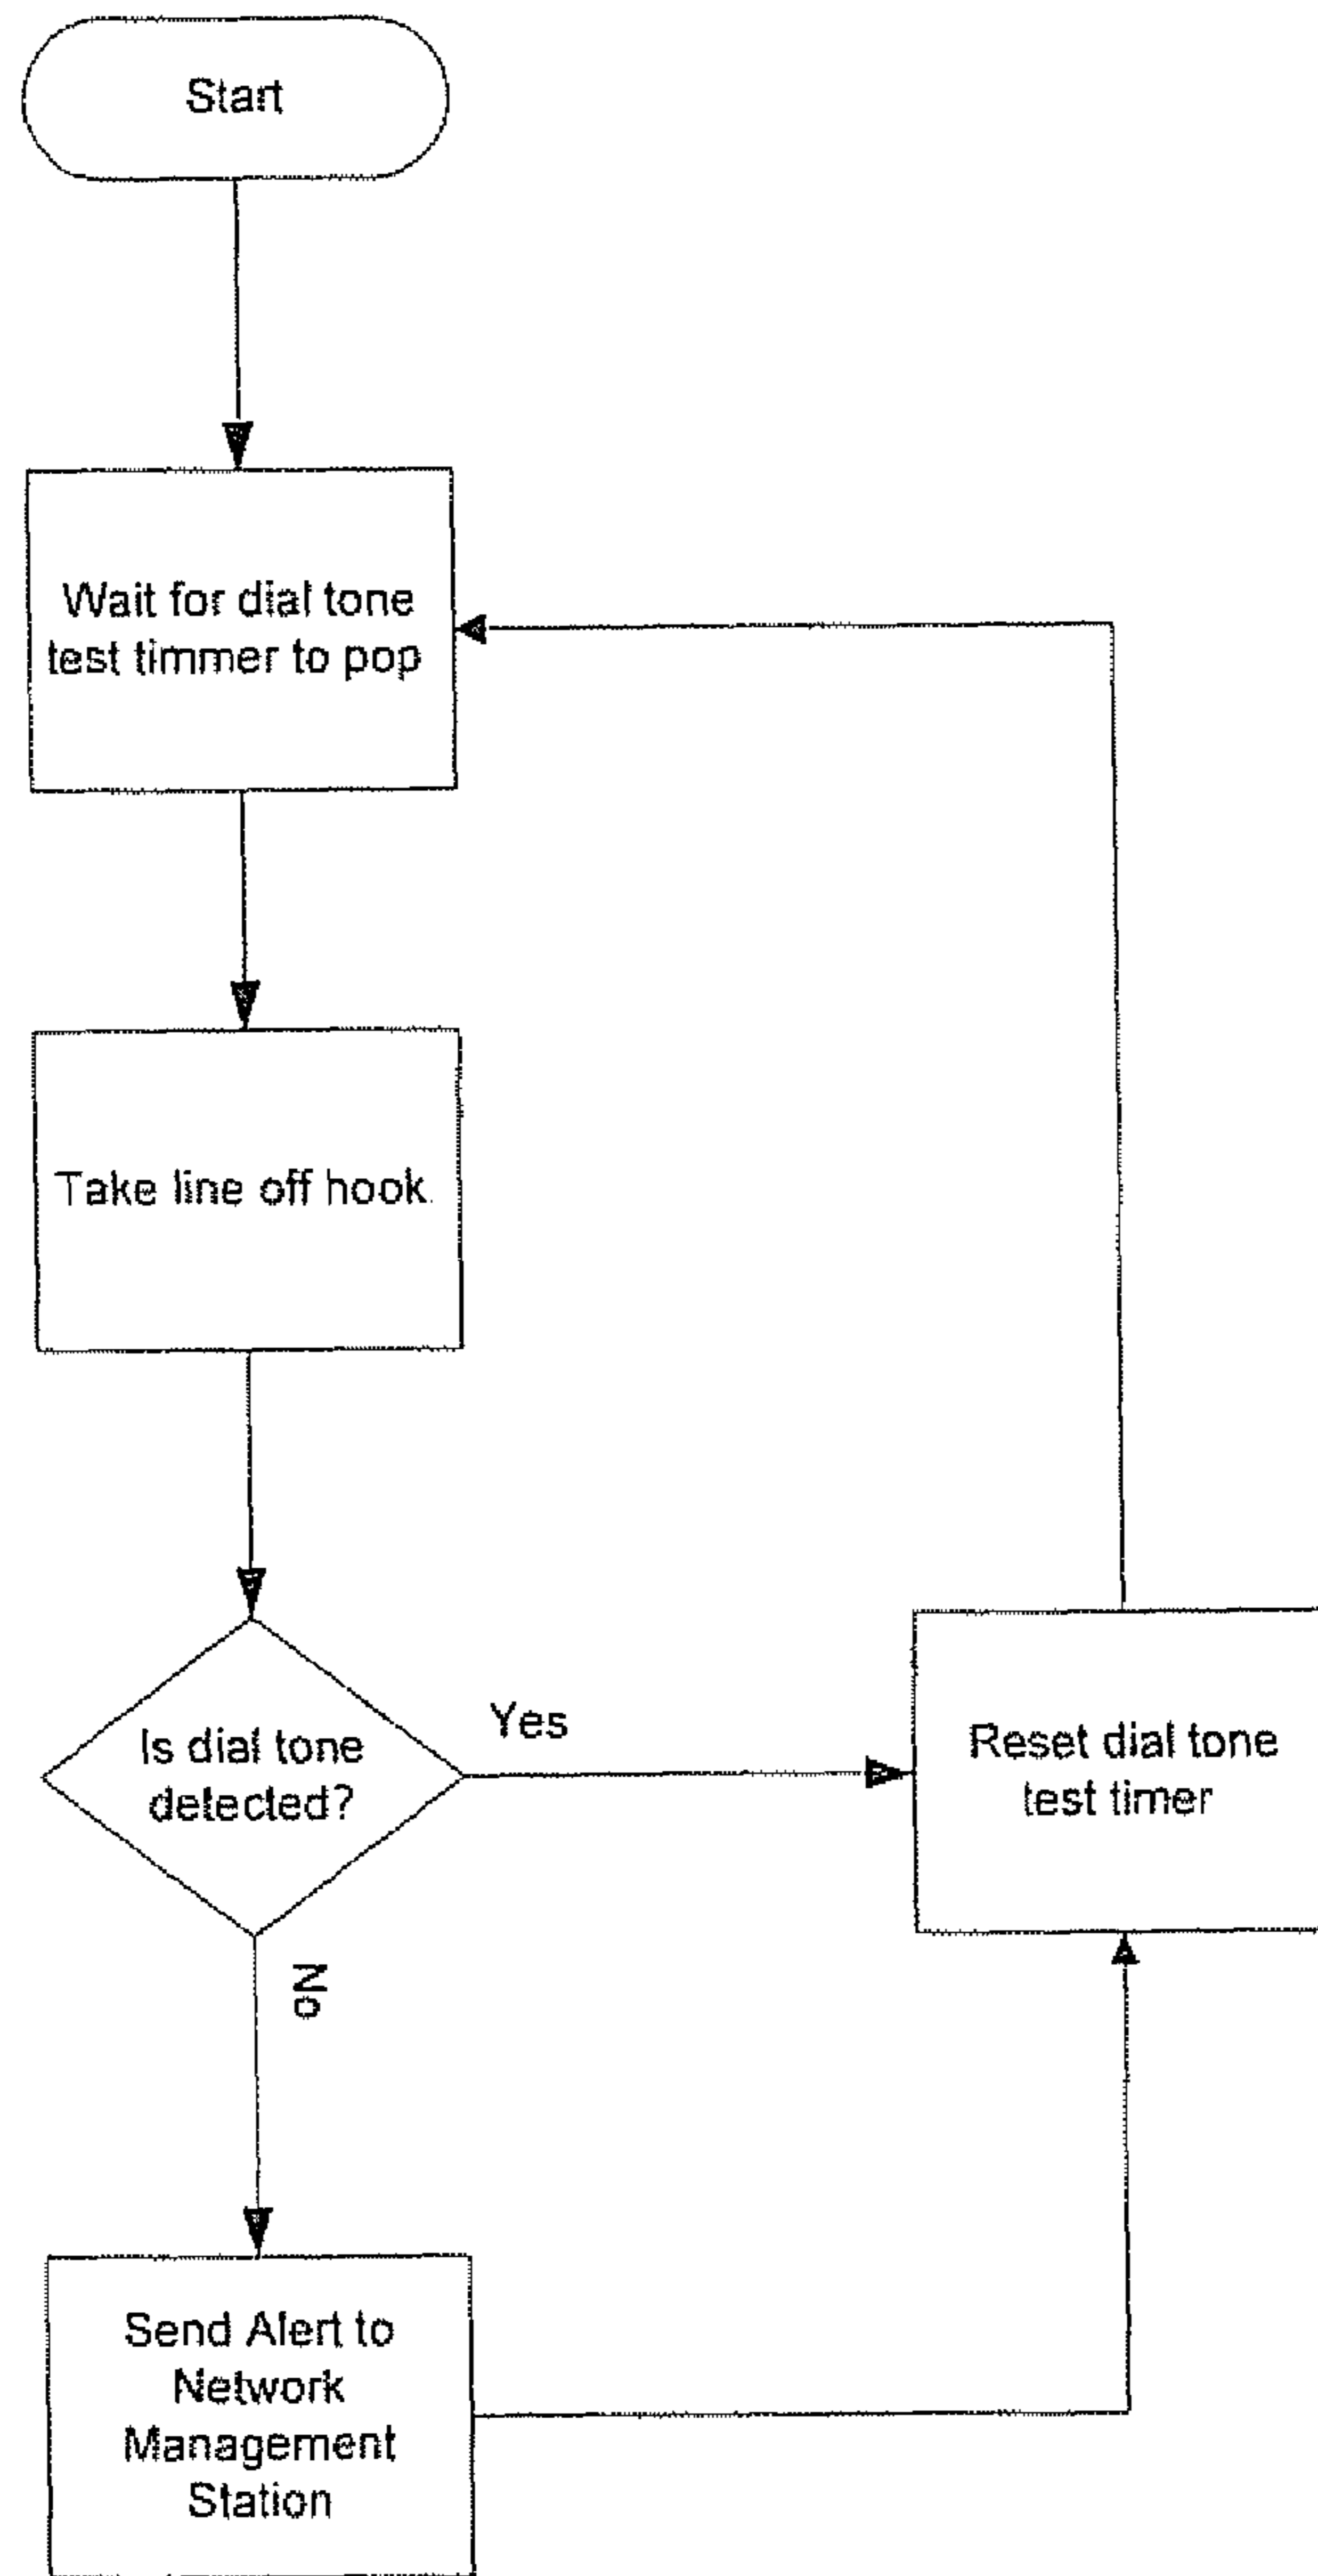 Start
Wait for dial tone
test timmer to pop
Take line off hook.
Is dial tone
detected?
Yes
No
Reset dial tone
test timer
Send Alert to
Network
Management
Station